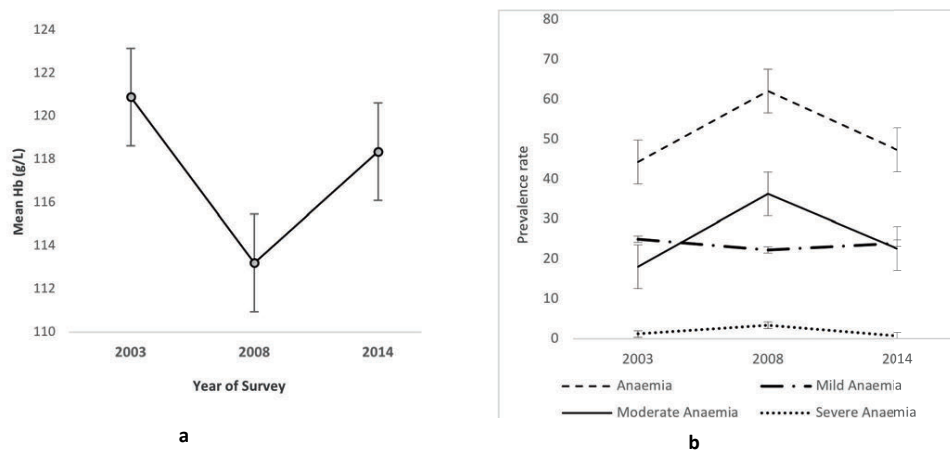 124
122
120
118
116
114
112
110
Mean Hb (g/L)
2003 2008 2014
Year of Survey
a
80
70
60
50
40
30
20
10
0
Prevalence rate
2003 2008 2014
Anaemia Mild Anaemia
Moderate Anaemia Severe Anaemia
b